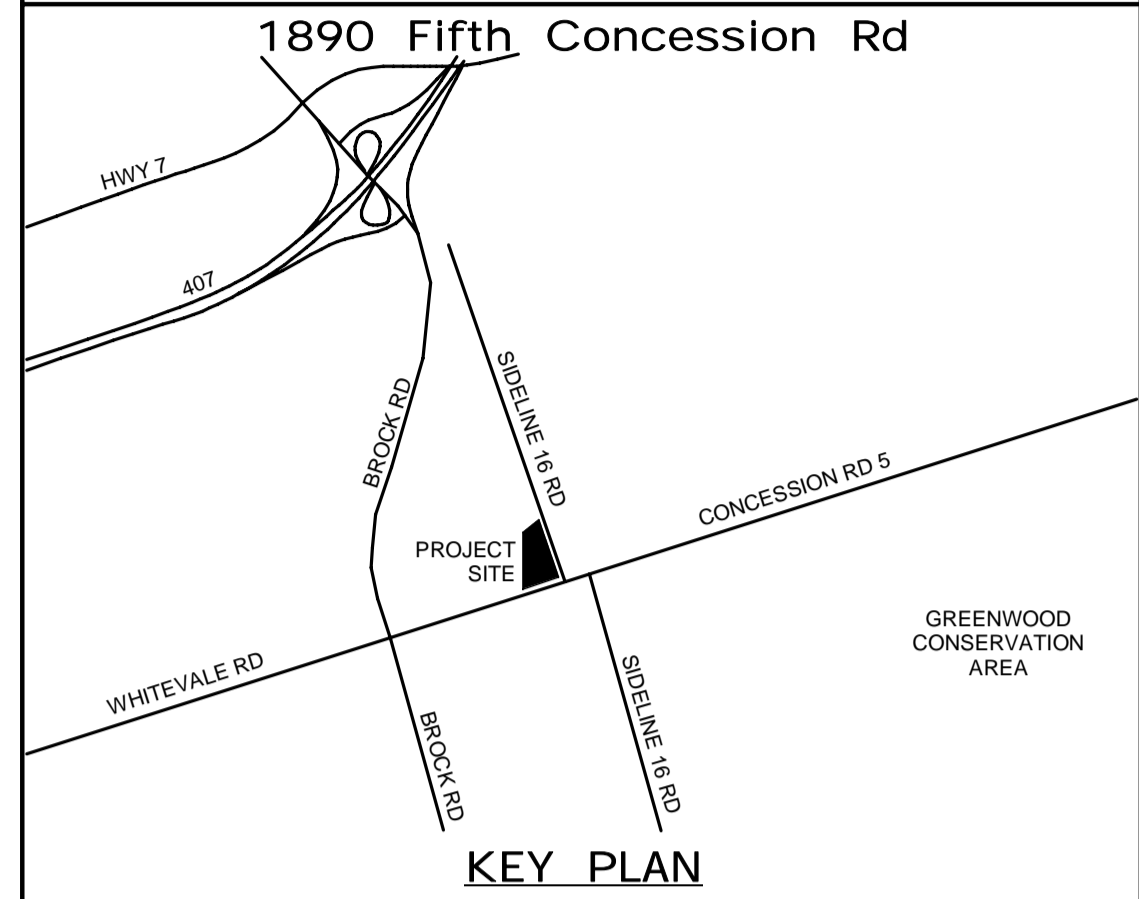 1890 Fifth Concession Rd
HWY 7
407
SIDELINE 16 RD
BROCK RD
CONCESSION RD 5
PROJECT
SITE
GREENWOOD
CONSERVATION
AREA
WHITEVALE RD
SIDELINE 16 RD
BROCK RD
KEY PLAN